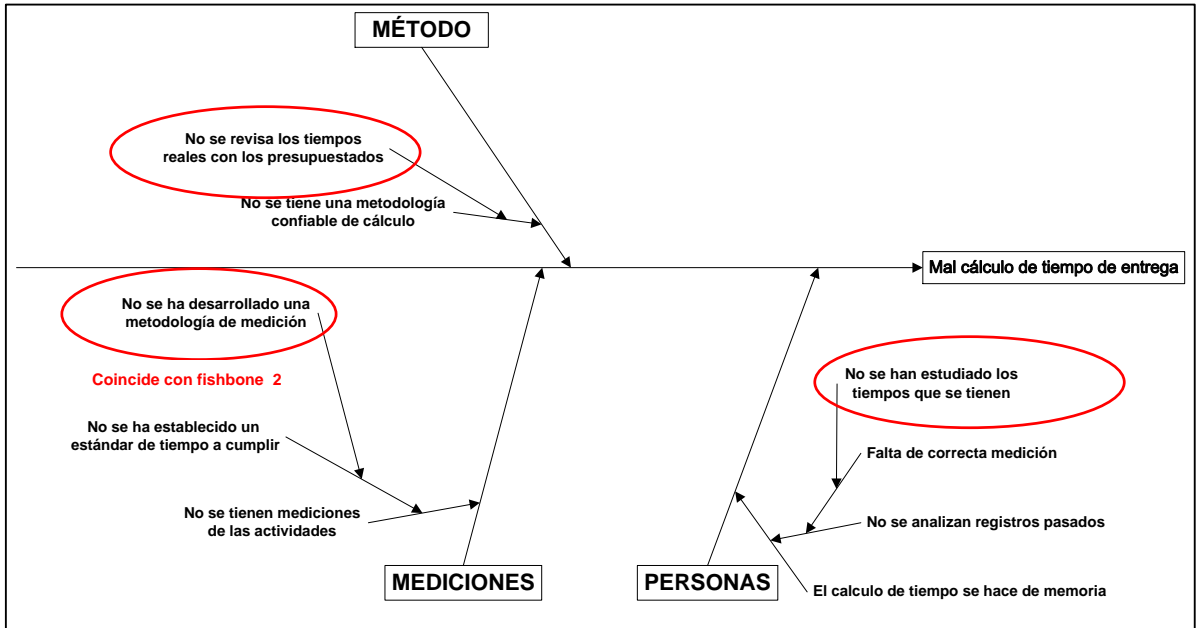 MÉTODO
No se revisa los tiempos
reales con los presupuestados
No se tiene una metodología
confiable de cálculo
Mal cálculo de tiempo de entrega
No se ha desarrollado una
metodología de medición
Coincide con fishbone 2
No se ha establecido un
estándar de tiempo a cumplir
No se tienen mediciones
de las actividades
MEDICIONES
No se han estudiado los
tiempos que se tienen
Falta de correcta medición
No se analizan registros pasados
El calculo de tiempo se hace de memoria
PERSONAS